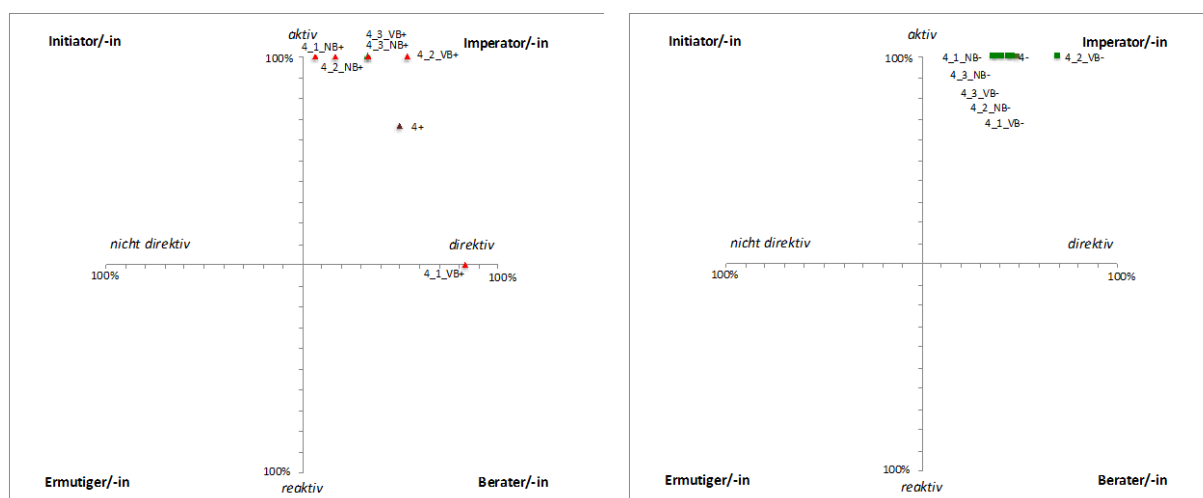 aktiv
Initiator/-in
4_3_VB+
4_1_NB+
4_3_NB+
Imperator/-in
100%
4_2_NB+
4_2_VB+
4+
nicht direktiv
direktiv
100%
4_1_VB+
100%
100%
Ermutiger/-in
reaktiv
Berater/-in
aktiv
Initiator/-in
Imperator/-in
100%
4_1_NB-
4-
4_2_VB-
4_3_NB-
4_3_VB-
4_2_NB-
4_1_VB-
nicht direktiv
direktiv
100%
100%
100%
Ermutiger/-in
reaktiv
Berater/-in